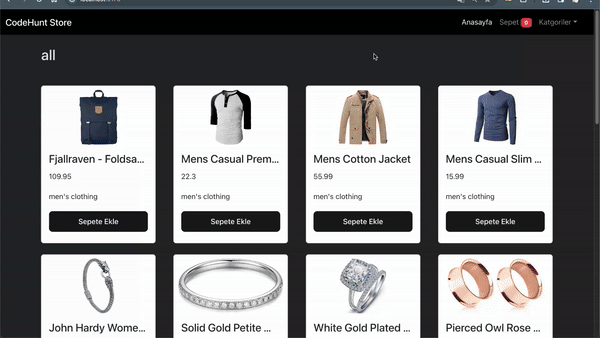 CodeHunt Store
Anasayfa Sepet 0 Katgoriler
all
Fjallraven - Foldsa...
Mens Casual Prem...
Mens Cotton Jacket
Mens Casual Slim ...
109.95
22.3
55.99
15.99
men's clothing
men's clothing
men's clothing
men's clothing
Sepete Ekle
Sepete Ekle
Sepete Ekle
Sepete Ekle
John Hardy Wome...
Solid Gold Petite ...
White Gold Plated ...
Pierced Owl Rose ...